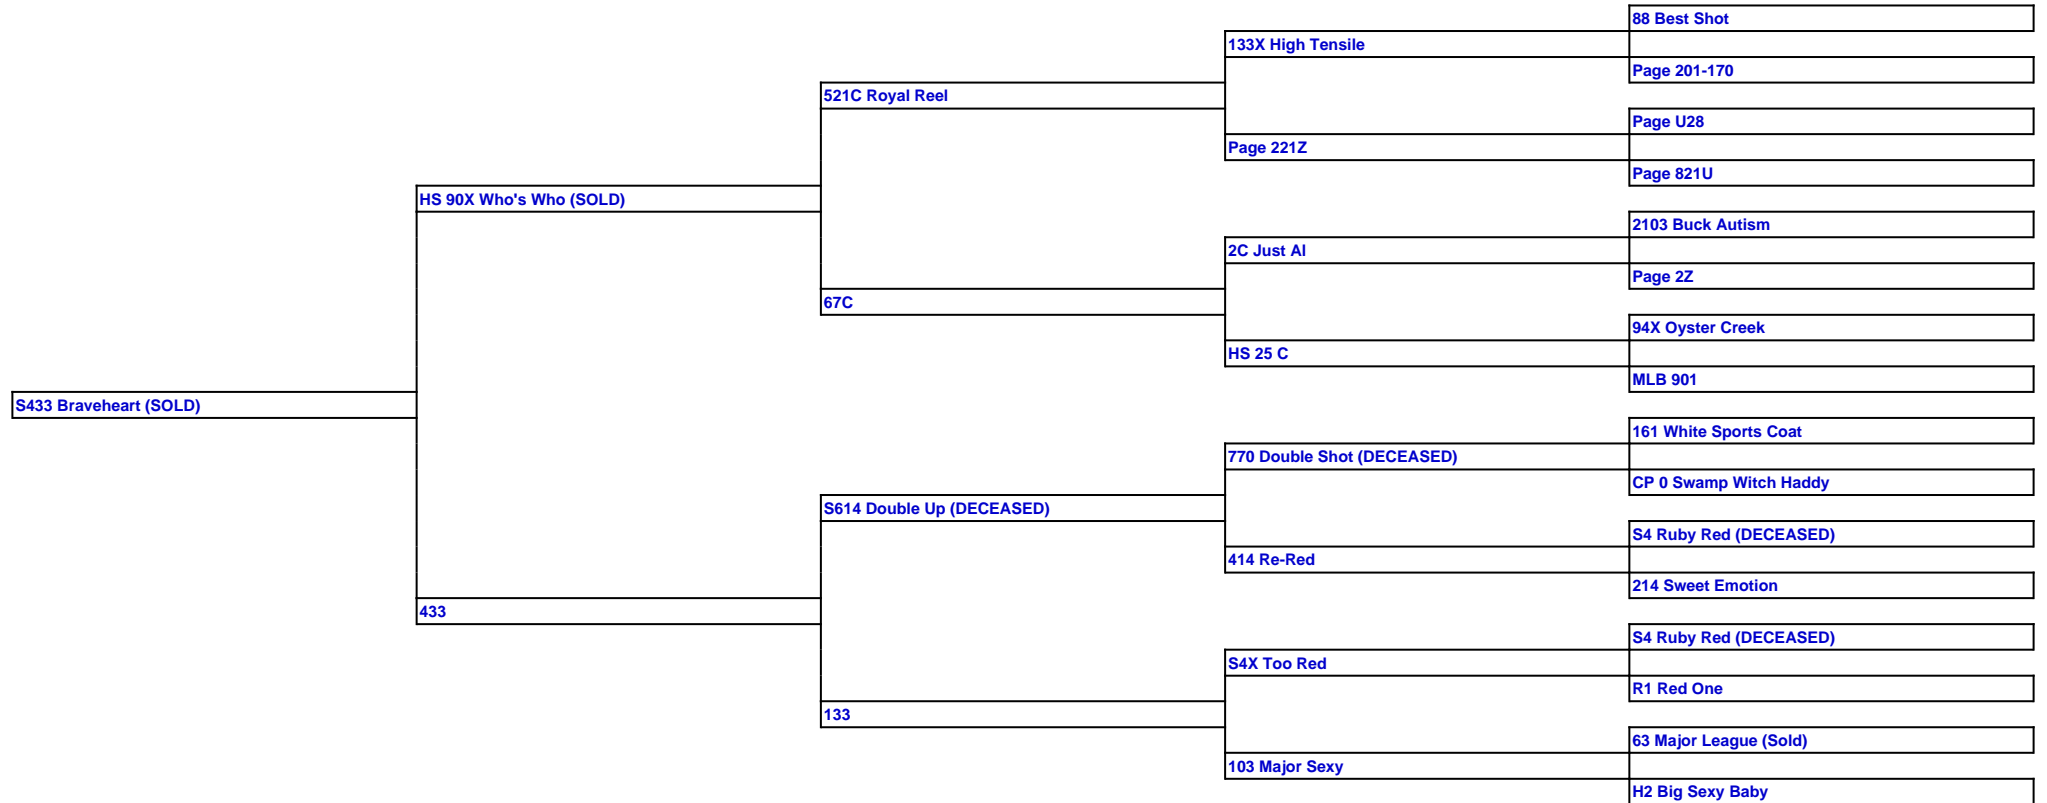 88 Best Shot
133X High Tensile
Page 201-170
521C Royal Reel
Page U28
Page 221Z
Page 821U
HS 90X Who's Who (SOLD)
2103 Buck Autism
2C Just Al
Page 2Z
67C
94X Oyster Creek
HS 25 C
MLB 901
S433 Braveheart (SOLD)
161 White Sports Coat
770 Double Shot (DECEASED)
CP 0 Swamp Witch Haddy
S614 Double Up (DECEASED)
S4 Ruby Red (DECEASED)
414 Re-Red
214 Sweet Emotion
433
S4 Ruby Red (DECEASED)
S4X Too Red
R1 Red One
133
63 Major League (Sold)
103 Major Sexy
H2 Big Sexy Baby